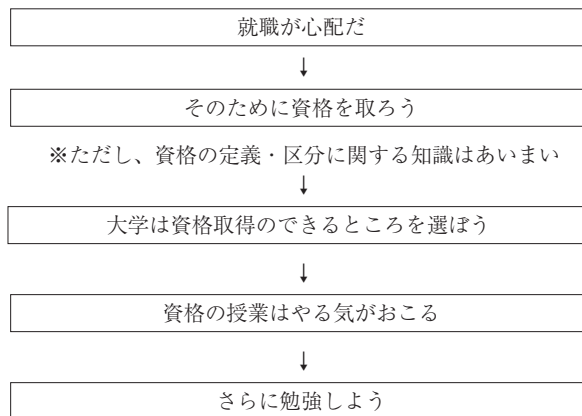 就職が心配だ
↓
そのために資格を取ろう
※ただし、資格の定義・区分に関する知識はあいまい
↓
大学は資格取得のできるところを選ぼう
↓
資格の授業はやる気がおこる
↓
さらに勉強しよう